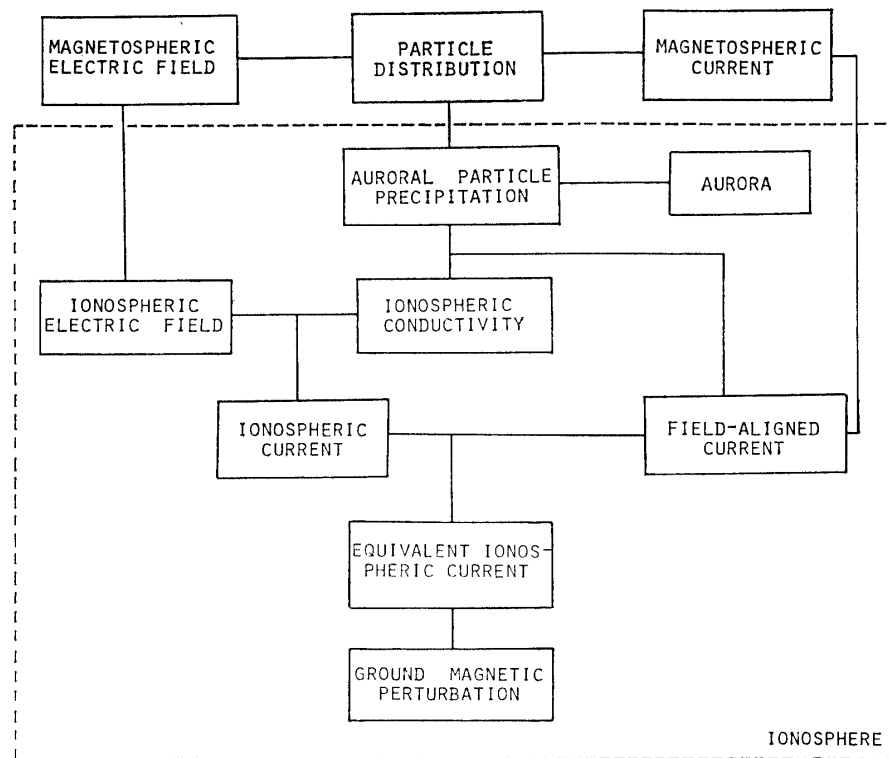 MAGNETOSPHERIC
ELECTRIC FIELD
PARTICLE
DISTRIBUTION
MAGNETOSPHERIC
CURRENT
AURORAL PARTICLE
PRECIPITATION
AURORA
IONOSPHERIC
ELECTRIC FIELD
IONOSPHERIC
CONDUCTIVITY
IONOSPHERIC
CURRENT
FIELD-ALIGNED
CURRENT
EQUIVALENT IONOS-
PHERIC CURRENT
GROUND MAGNETIC
PERTURBATION
IONOSPHERE